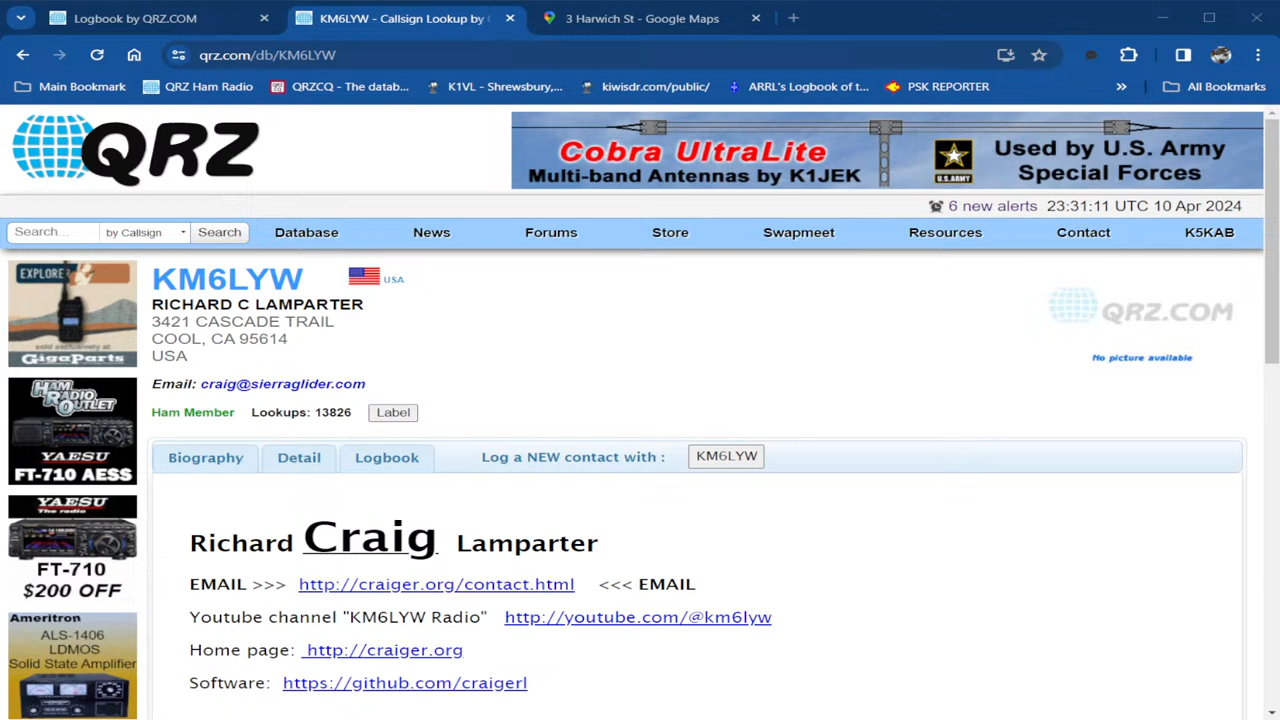 Logbook by QRZ.COM
KM6LYW - Callsign Lookup by
3 Harwich St - Google Maps
qrz.com/db/KM6LYW
Main Bookmark
QRZ Ham Radio
QRZCQ - The datab...
K1VL - Shrewsbury,...
kiwisdr.com/public/
ARRL's Logbook of t...
PSK REPORTER
»
All Bookmarks
QRZ
Cobra UltraLite
Multi-band Antennas by K1JEK
U.S.ARMY
Used by U.S. Army
Special Forces
6 new alerts 23:31:11 UTC 10 Apr 2024
Search... by Callsign Search Database News Forums Store Swapmeet Resources Contact K5KAB
EXPLORER
sold exclusively at
GigaParts
KM6LYW USA
RICHARD C LAMPARTER
3421 CASCADE TRAIL
COOL, CA 95614
USA
QRZ.COM
No picture available
Email: craig@sierraglider.com
Ham Member Lookups: 13826 Label
HAM RADIO OUTLET
YAESU
FT-710 AESS
Biography Detail Logbook Log a NEW contact with : KM6LYW
YAESU
The radio
FT-710
$200 OFF
Richard Craig Lamparter
EMAIL >>> http://craiger.org/contact.html <<< EMAIL
Youtube channel "KM6LYW Radio" http://youtube.com/@km6lyw
Home page: http://craiger.org
Software: https://github.com/craigerl
Ameritron
ALS-1406
LDMOS
Solid State Amplifier